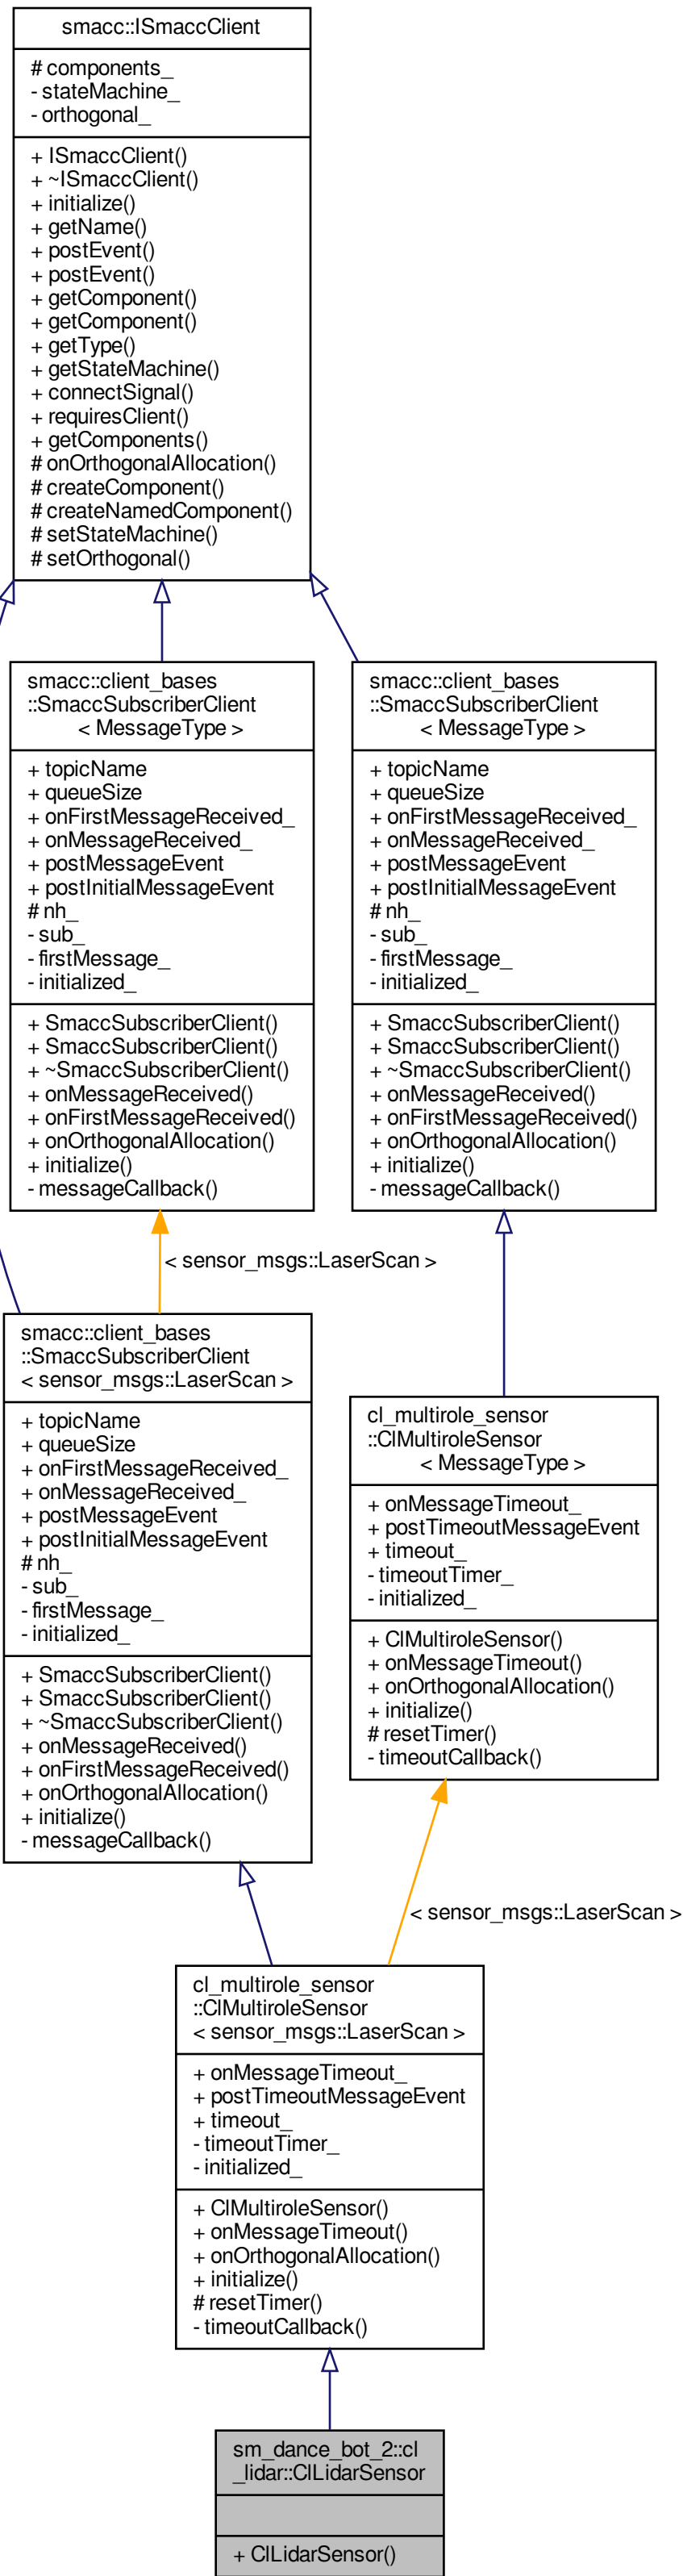 smacc::ISmaccClient
# components_
- stateMachine_
- orthogonal_
+ ISmaccClient()
+ ~ISmaccClient()
+ initialize()
+ getName()
+ postEvent()
+ postEvent()
+ getComponent()
+ getComponent()
+ getType()
+ getStateMachine()
+ connectSignal()
+ requiresClient()
+ getComponents()
# onOrthogonalAllocation()
# createComponent()
# createNamedComponent()
# setStateMachine()
# setOrthogonal()
smacc::client_bases
::SmaccSubscriberClient
< MessageType >
+ topicName
+ queueSize
+ onFirstMessageReceived_
+ onMessageReceived_
+ postMessageEvent
+ postInitialMessageEvent
# nh_
- sub_
- firstMessage_
- initialized_
+ SmaccSubscriberClient()
+ SmaccSubscriberClient()
+ ~SmaccSubscriberClient()
+ onMessageReceived()
+ onFirstMessageReceived()
+ onOrthogonalAllocation()
+ initialize()
- messageCallback()
smacc::client_bases
::SmaccSubscriberClient
< MessageType >
+ topicName
+ queueSize
+ onFirstMessageReceived_
+ onMessageReceived_
+ postMessageEvent
+ postInitialMessageEvent
# nh_
- sub_
- firstMessage_
- initialized_
+ SmaccSubscriberClient()
+ SmaccSubscriberClient()
+ ~SmaccSubscriberClient()
+ onMessageReceived()
+ onFirstMessageReceived()
+ onOrthogonalAllocation()
+ initialize()
- messageCallback()
< sensor_msgs::LaserScan >
smacc::client_bases
::SmaccSubscriberClient
< sensor_msgs::LaserScan >
+ topicName
+ queueSize
+ onFirstMessageReceived_
+ onMessageReceived_
+ postMessageEvent
+ postInitialMessageEvent
# nh_
- sub_
- firstMessage_
- initialized_
+ SmaccSubscriberClient()
+ SmaccSubscriberClient()
+ ~SmaccSubscriberClient()
+ onMessageReceived()
+ onFirstMessageReceived()
+ onOrthogonalAllocation()
+ initialize()
- messageCallback()
cl_multirole_sensor
::ClMultiroleSensor
< MessageType >
+ onMessageTimeout_
+ postTimeoutMessageEvent
+ timeout_
- timeoutTimer_
- initialized_
+ ClMultiroleSensor()
+ onMessageTimeout()
+ onOrthogonalAllocation()
+ initialize()
# resetTimer()
- timeoutCallback()
< sensor_msgs::LaserScan >
cl_multirole_sensor
::ClMultiroleSensor
< sensor_msgs::LaserScan >
+ onMessageTimeout_
+ postTimeoutMessageEvent
+ timeout_
- timeoutTimer_
- initialized_
+ ClMultiroleSensor()
+ onMessageTimeout()
+ onOrthogonalAllocation()
+ initialize()
# resetTimer()
- timeoutCallback()
sm_dance_bot_2::cl
_lidar::ClLidarSensor
+ ClLidarSensor()